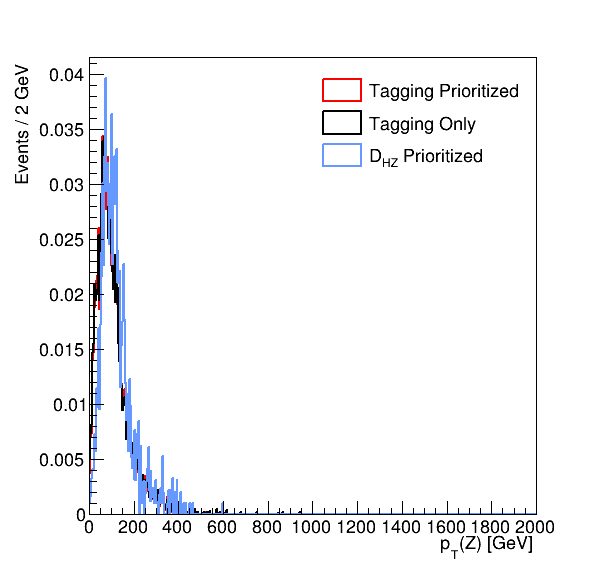 Events / 2 GeV
0.04
0.035
0.03
0.025
0.02
0.015
0.01
0.005
0
Tagging Prioritized
Tagging Only
D_HZ Prioritized
0 200 400 600 800 1000 1200 1400 1600 1800 2000
p_T(Z) [GeV]